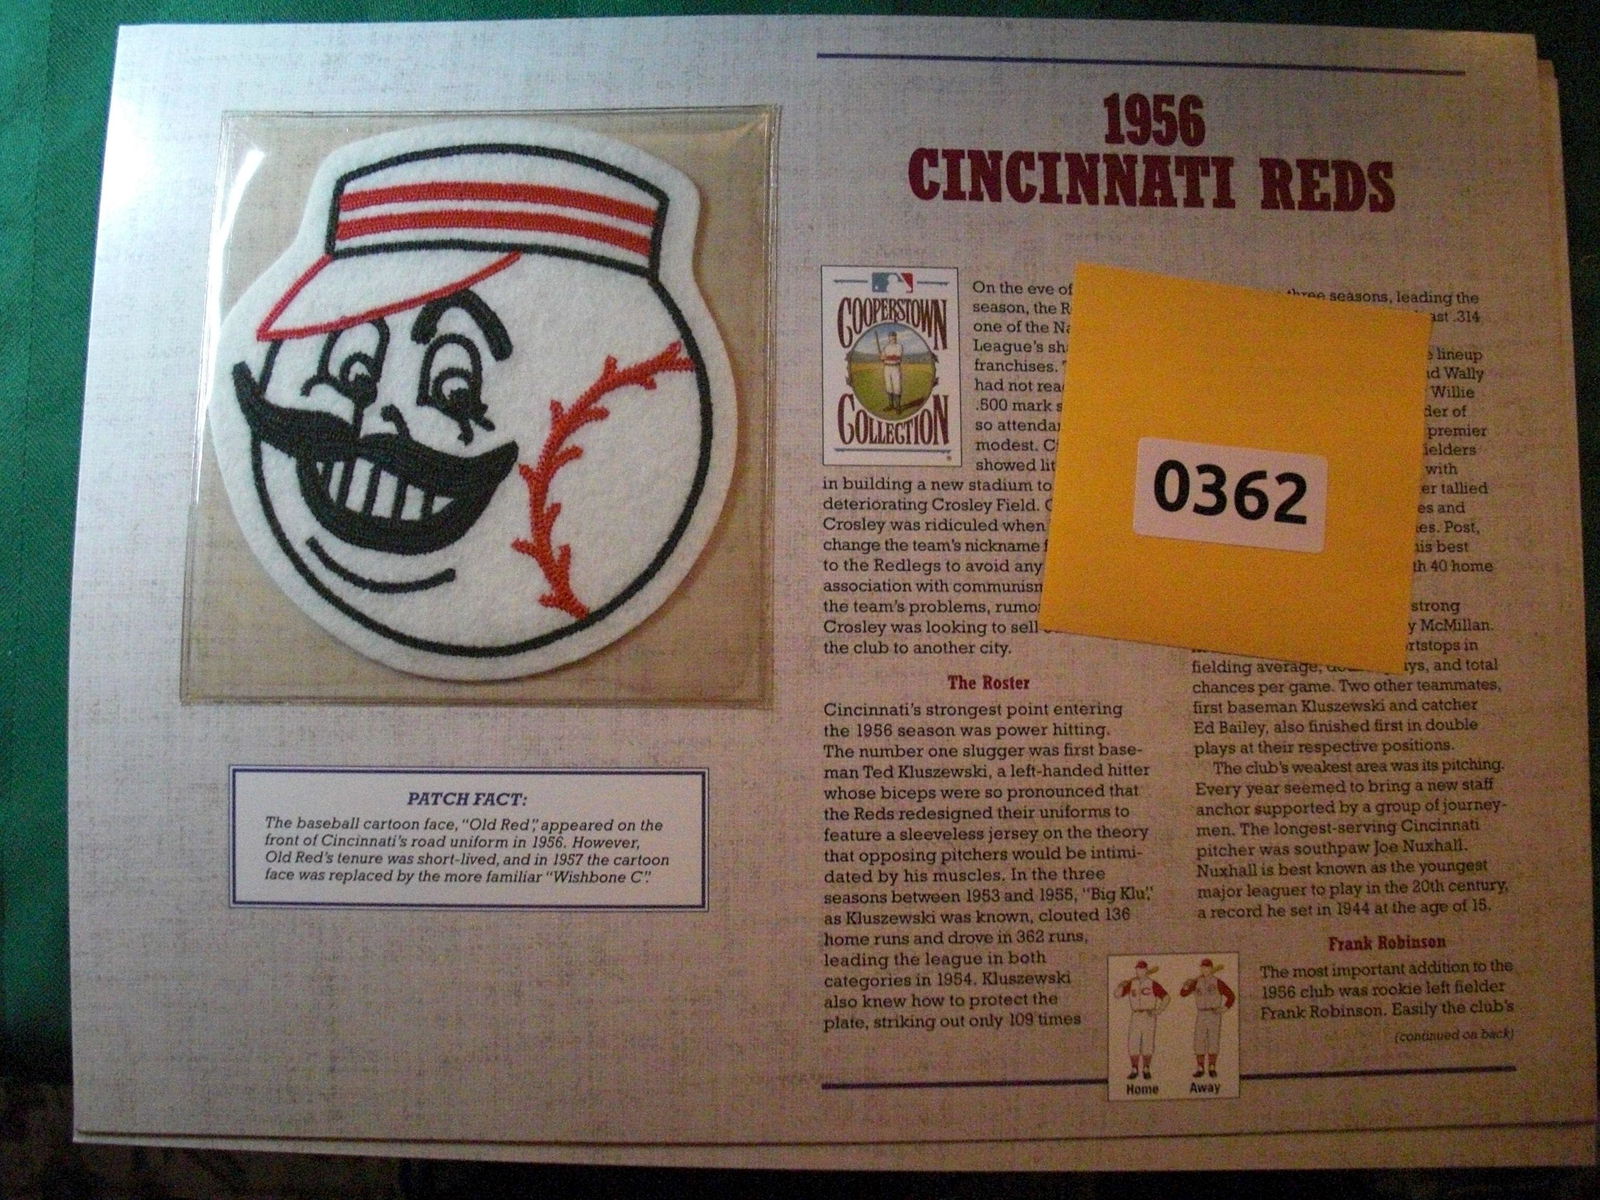 1956
CINCINNATI REDS
COOPERSTOWN
COLLECTION
On the eve of
season, the R
one of the Na
League's sh
franchises.
had not rea
.500 mark s
so attendan
modest. C
showed lit
in building a new stadium to
deteriorating Crosley Field.
Crosley was ridiculed when
change the team's nickname f
to the Redlegs to avoid any
association with communism
the team's problems, rumo
Crosley was looking to sell
the club to another city.
The Roster
Cincinnati's strongest point entering
the 1956 season was power hitting.
The number one slugger was first base-
man Ted Kluszewski, a left-handed hitter
whose biceps were so pronounced that
the Reds redesigned their uniforms to
feature a sleeveless jersey on the theory
that opposing pitchers would be intimi-
dated by his muscles. In the three
seasons between 1953 and 1955, "Big Klu,"
as Kluszewski was known, clouted 136
home runs and drove in 362 runs,
leading the league in both
categories in 1954. Kluszewski
also knew how to protect the
plate, striking out only 109 times
three seasons, leading the
ast .314
lineup
nd Wally
Willie
der of
premier
ielders
with
er tallied
es and
es. Post,
his best
th 40 home
strong
y McMillan.
rtstops in
fielding average, ays, and total
chances per game. Two other teammates,
first baseman Kluszewski and catcher
Ed Bailey, also finished first in double
plays at their respective positions.
The club's weakest area was its pitching.
Every year seemed to bring a new staff
anchor supported by a group of journey-
men. The longest-serving Cincinnati
pitcher was southpaw Joe Nuxhall.
Nuxhall is best known as the youngest
major leaguer to play in the 20th century,
a record he set in 1944 at the age of 15.
Frank Robinson
The most important addition to the
1956 club was rookie left fielder
Frank Robinson. Easily the club's
(continued on back)
Home Away
0362
PATCH FACT:
The baseball cartoon face, "Old Red", appeared on the
front of Cincinnati's road uniform in 1956. However,
Old Red's tenure was short-lived, and in 1957 the cartoon
face was replaced by the more familiar "Wishbone C".